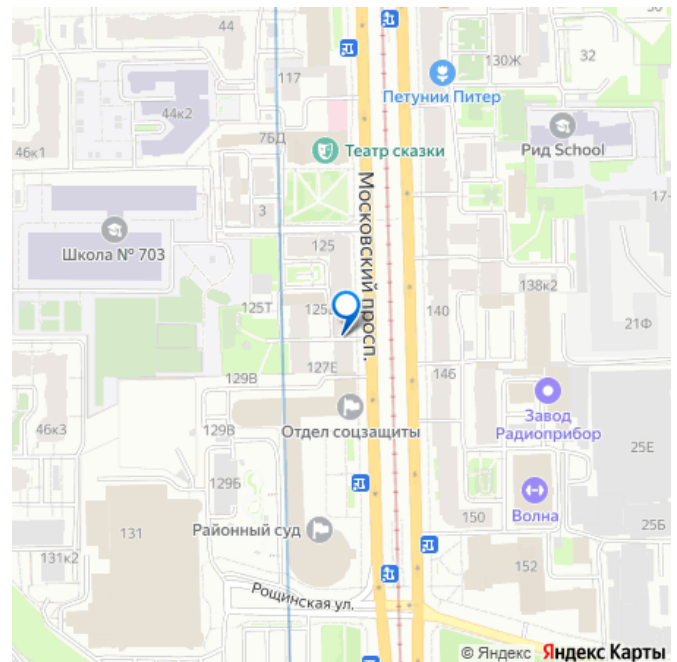 44
117
130Ж
32
30
Петунии Питер
44к2
46к1
76Д
Театр сказки
Рид School
Московский просп.
3
17-
Школа № 703
125
138к2
125Т
140
21Ф
127Е
146
129В
46к3
Отдел соцзащиты
Завод
Радиоприбор
129В
25Е
129Б
Волна
131
Районный суд
150
25Б
131к2
152
Рощинская ул.
© Яндекс Яндекс Карты